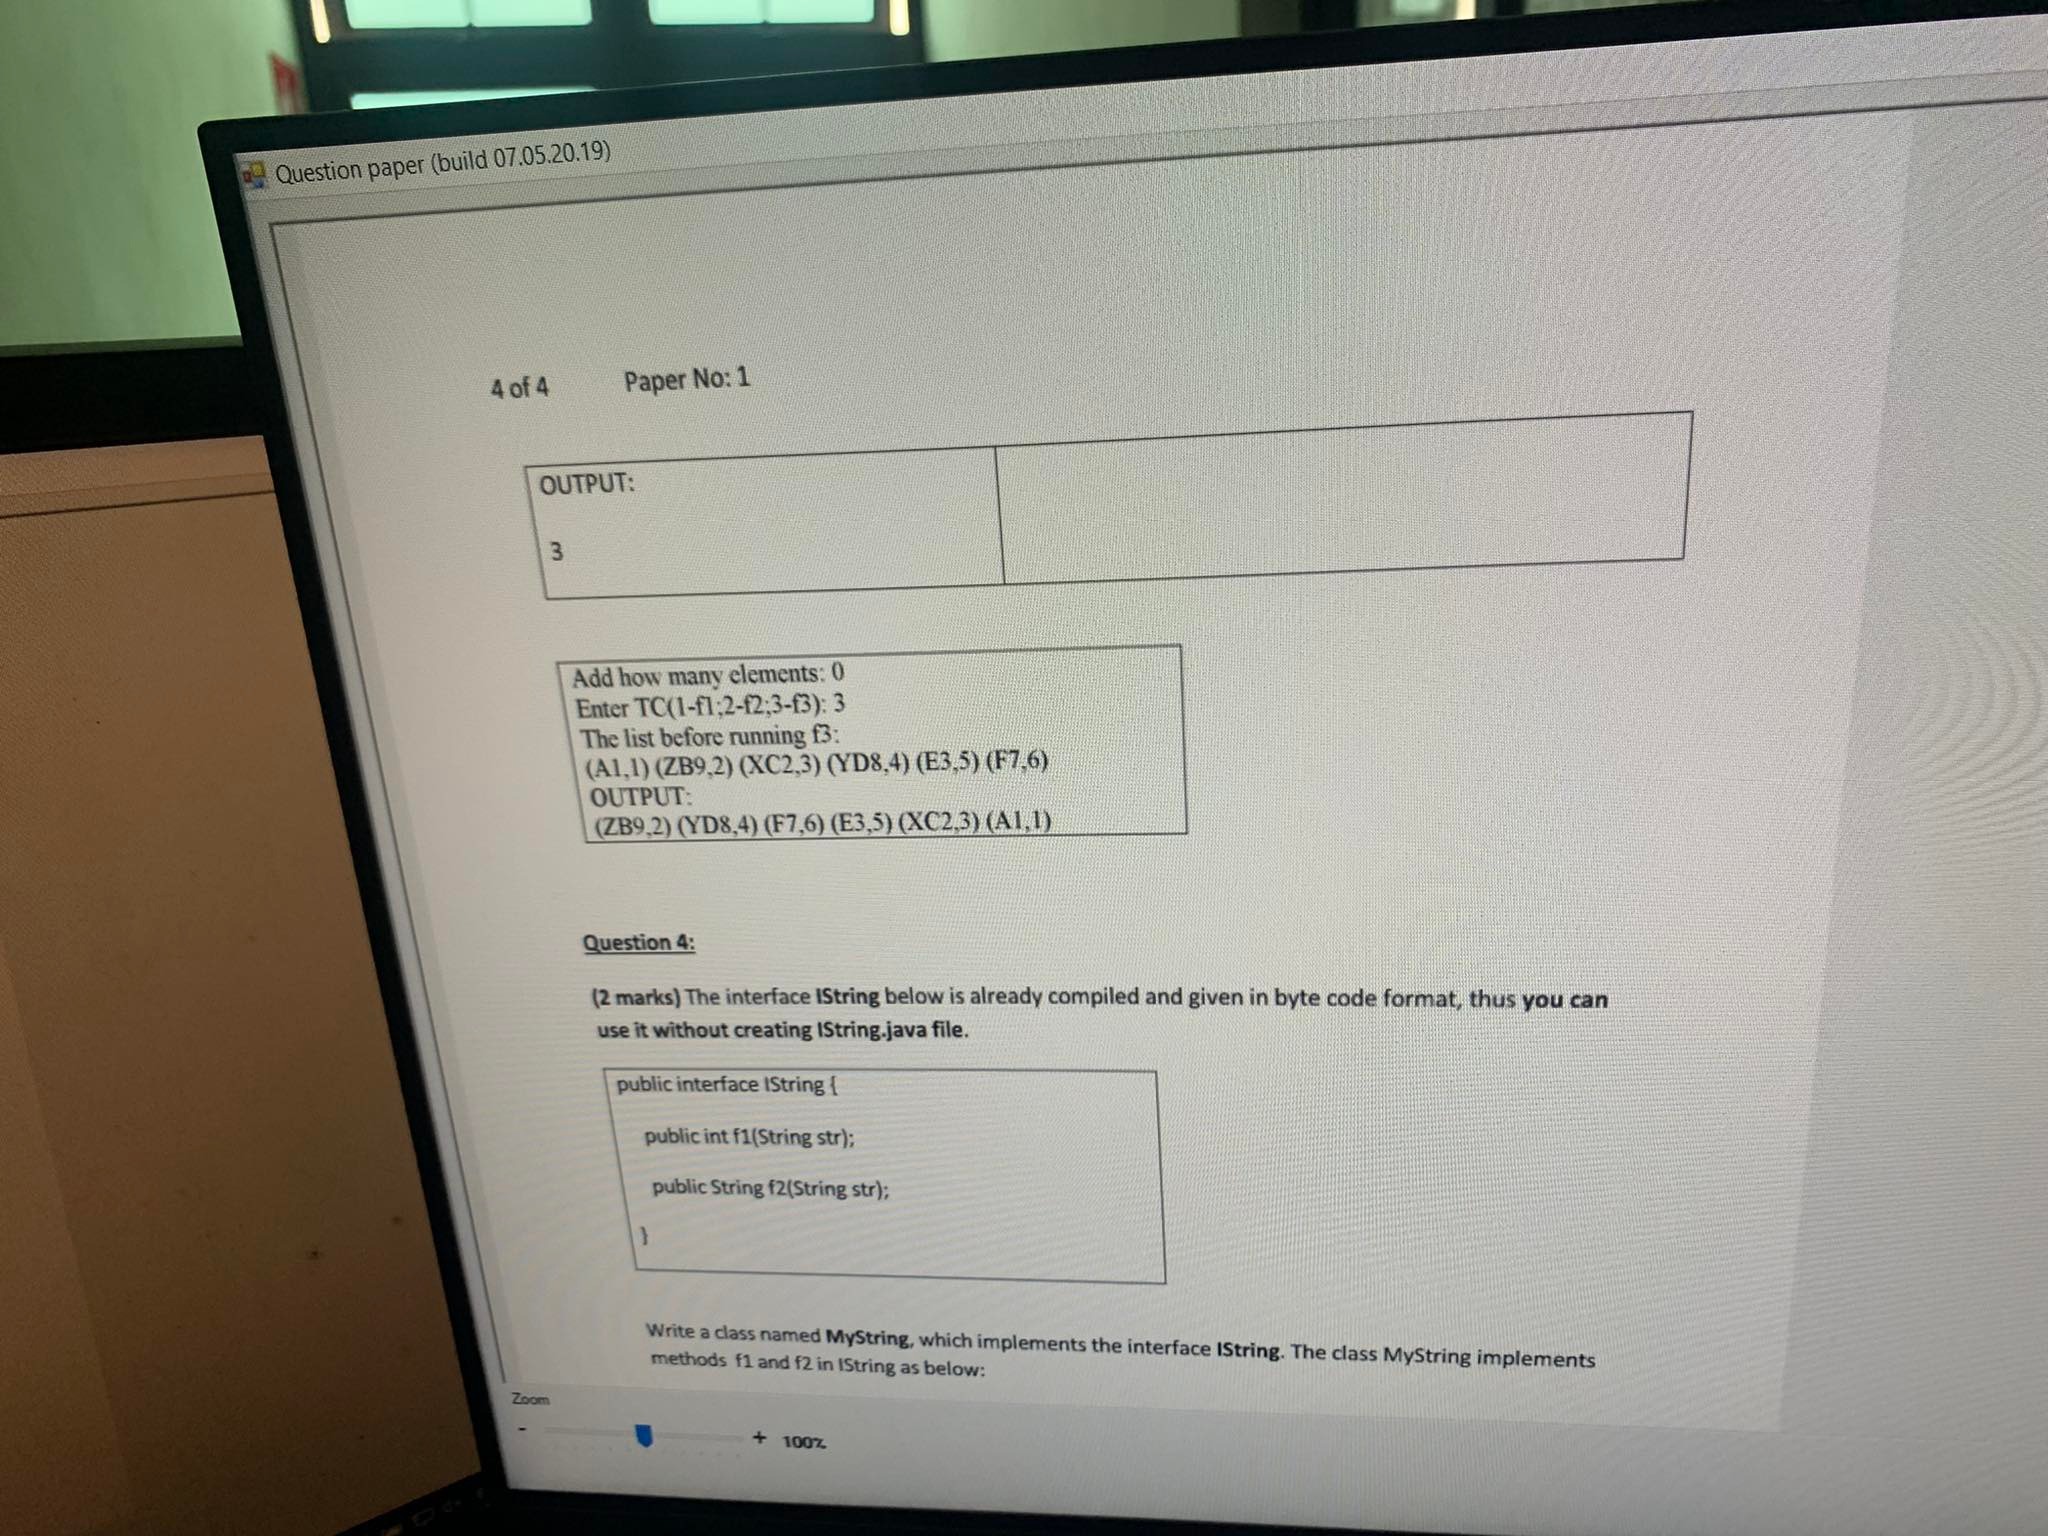 Question paper (build 07.05.20.19)
4 of 4 Paper No: 1
OUTPUT:
3
Add how many elements: 0
Enter TC(1-f1;2-f2;3-f3): 3
The list before running f3:
(A1,1) (ZB9,2) (XC2,3) (YD8,4) (E3,5) (F7,6)
OUTPUT:
(ZB9,2) (YD8,4) (F7,6) (E3,5) (XC2,3) (A1,1)
Question 4:
(2 marks) The interface IString below is already compiled and given in byte code format, thus you can
use it without creating IString.java file.
public interface IString {
public int f1(String str);
public String f2(String str);
}
Write a class named MyString, which implements the interface IString. The class MyString implements
methods f1 and f2 in IString as below:
Zoom
- + 100%